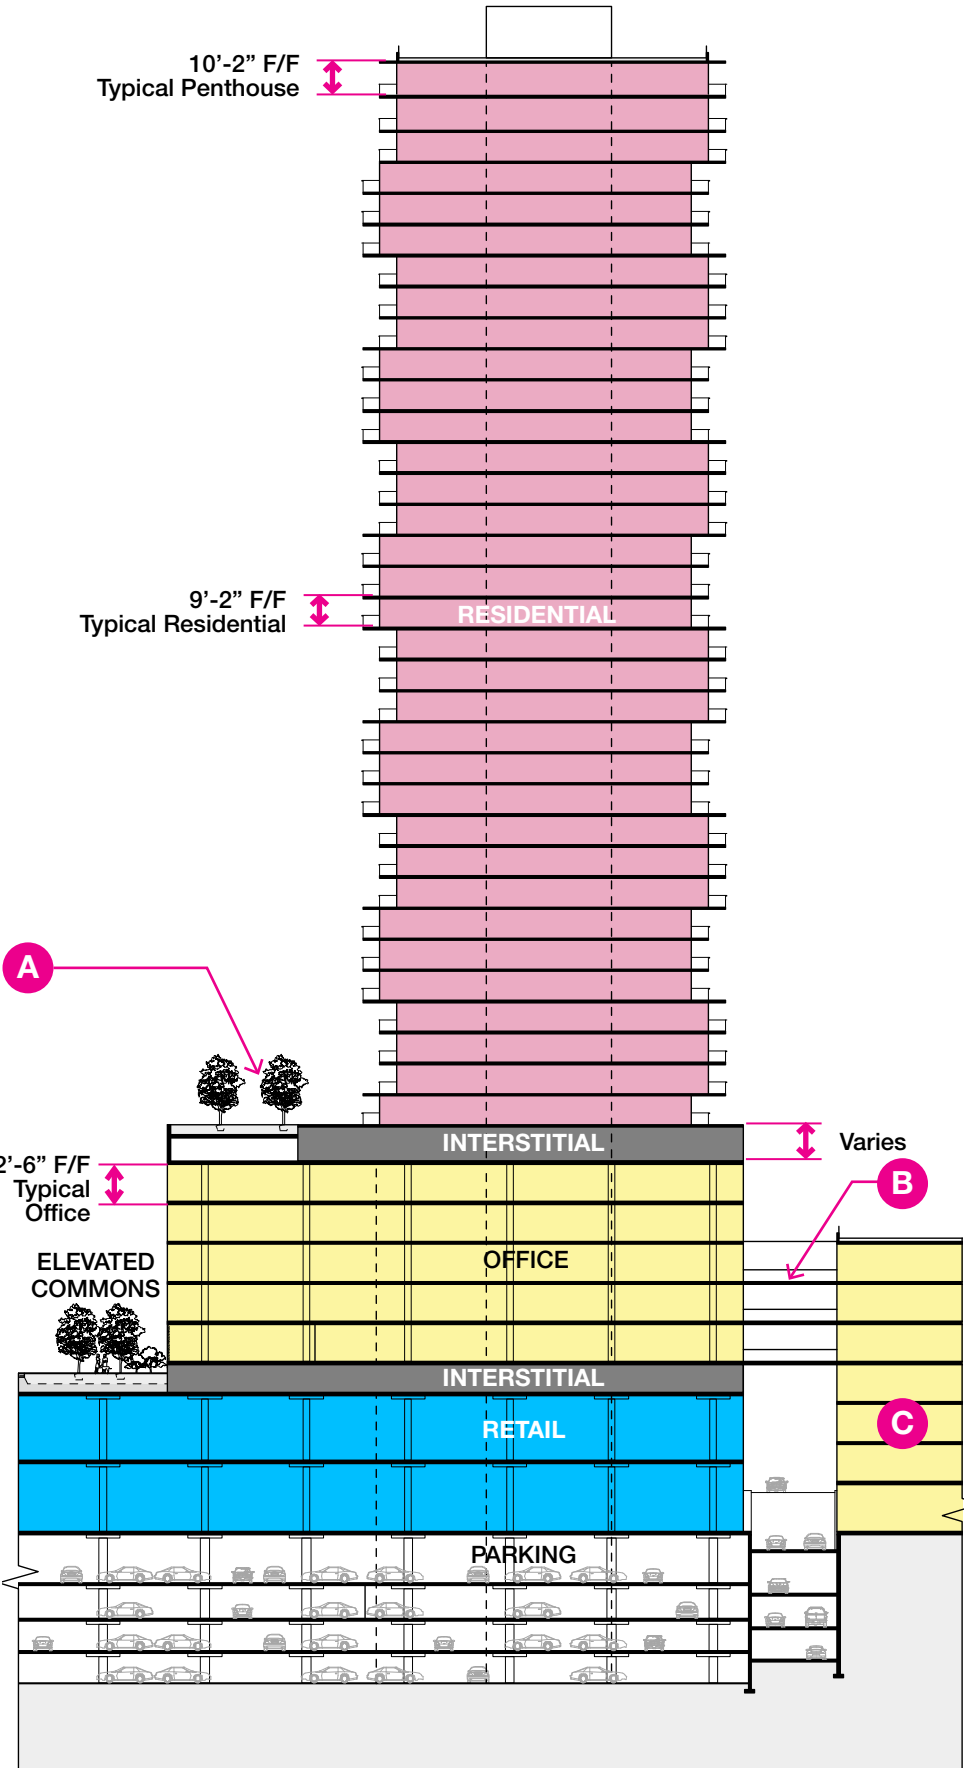 10’-2” F/F
Typical Penthouse
9’-2” F/F
Typical Residential
RESIDENTIAL
A
INTERSTITIAL
Varies
2’-6” F/F
Typical
Office
B
OFFICE
ELEVATED
COMMONS
INTERSTITIAL
RETAIL
C
PARKING